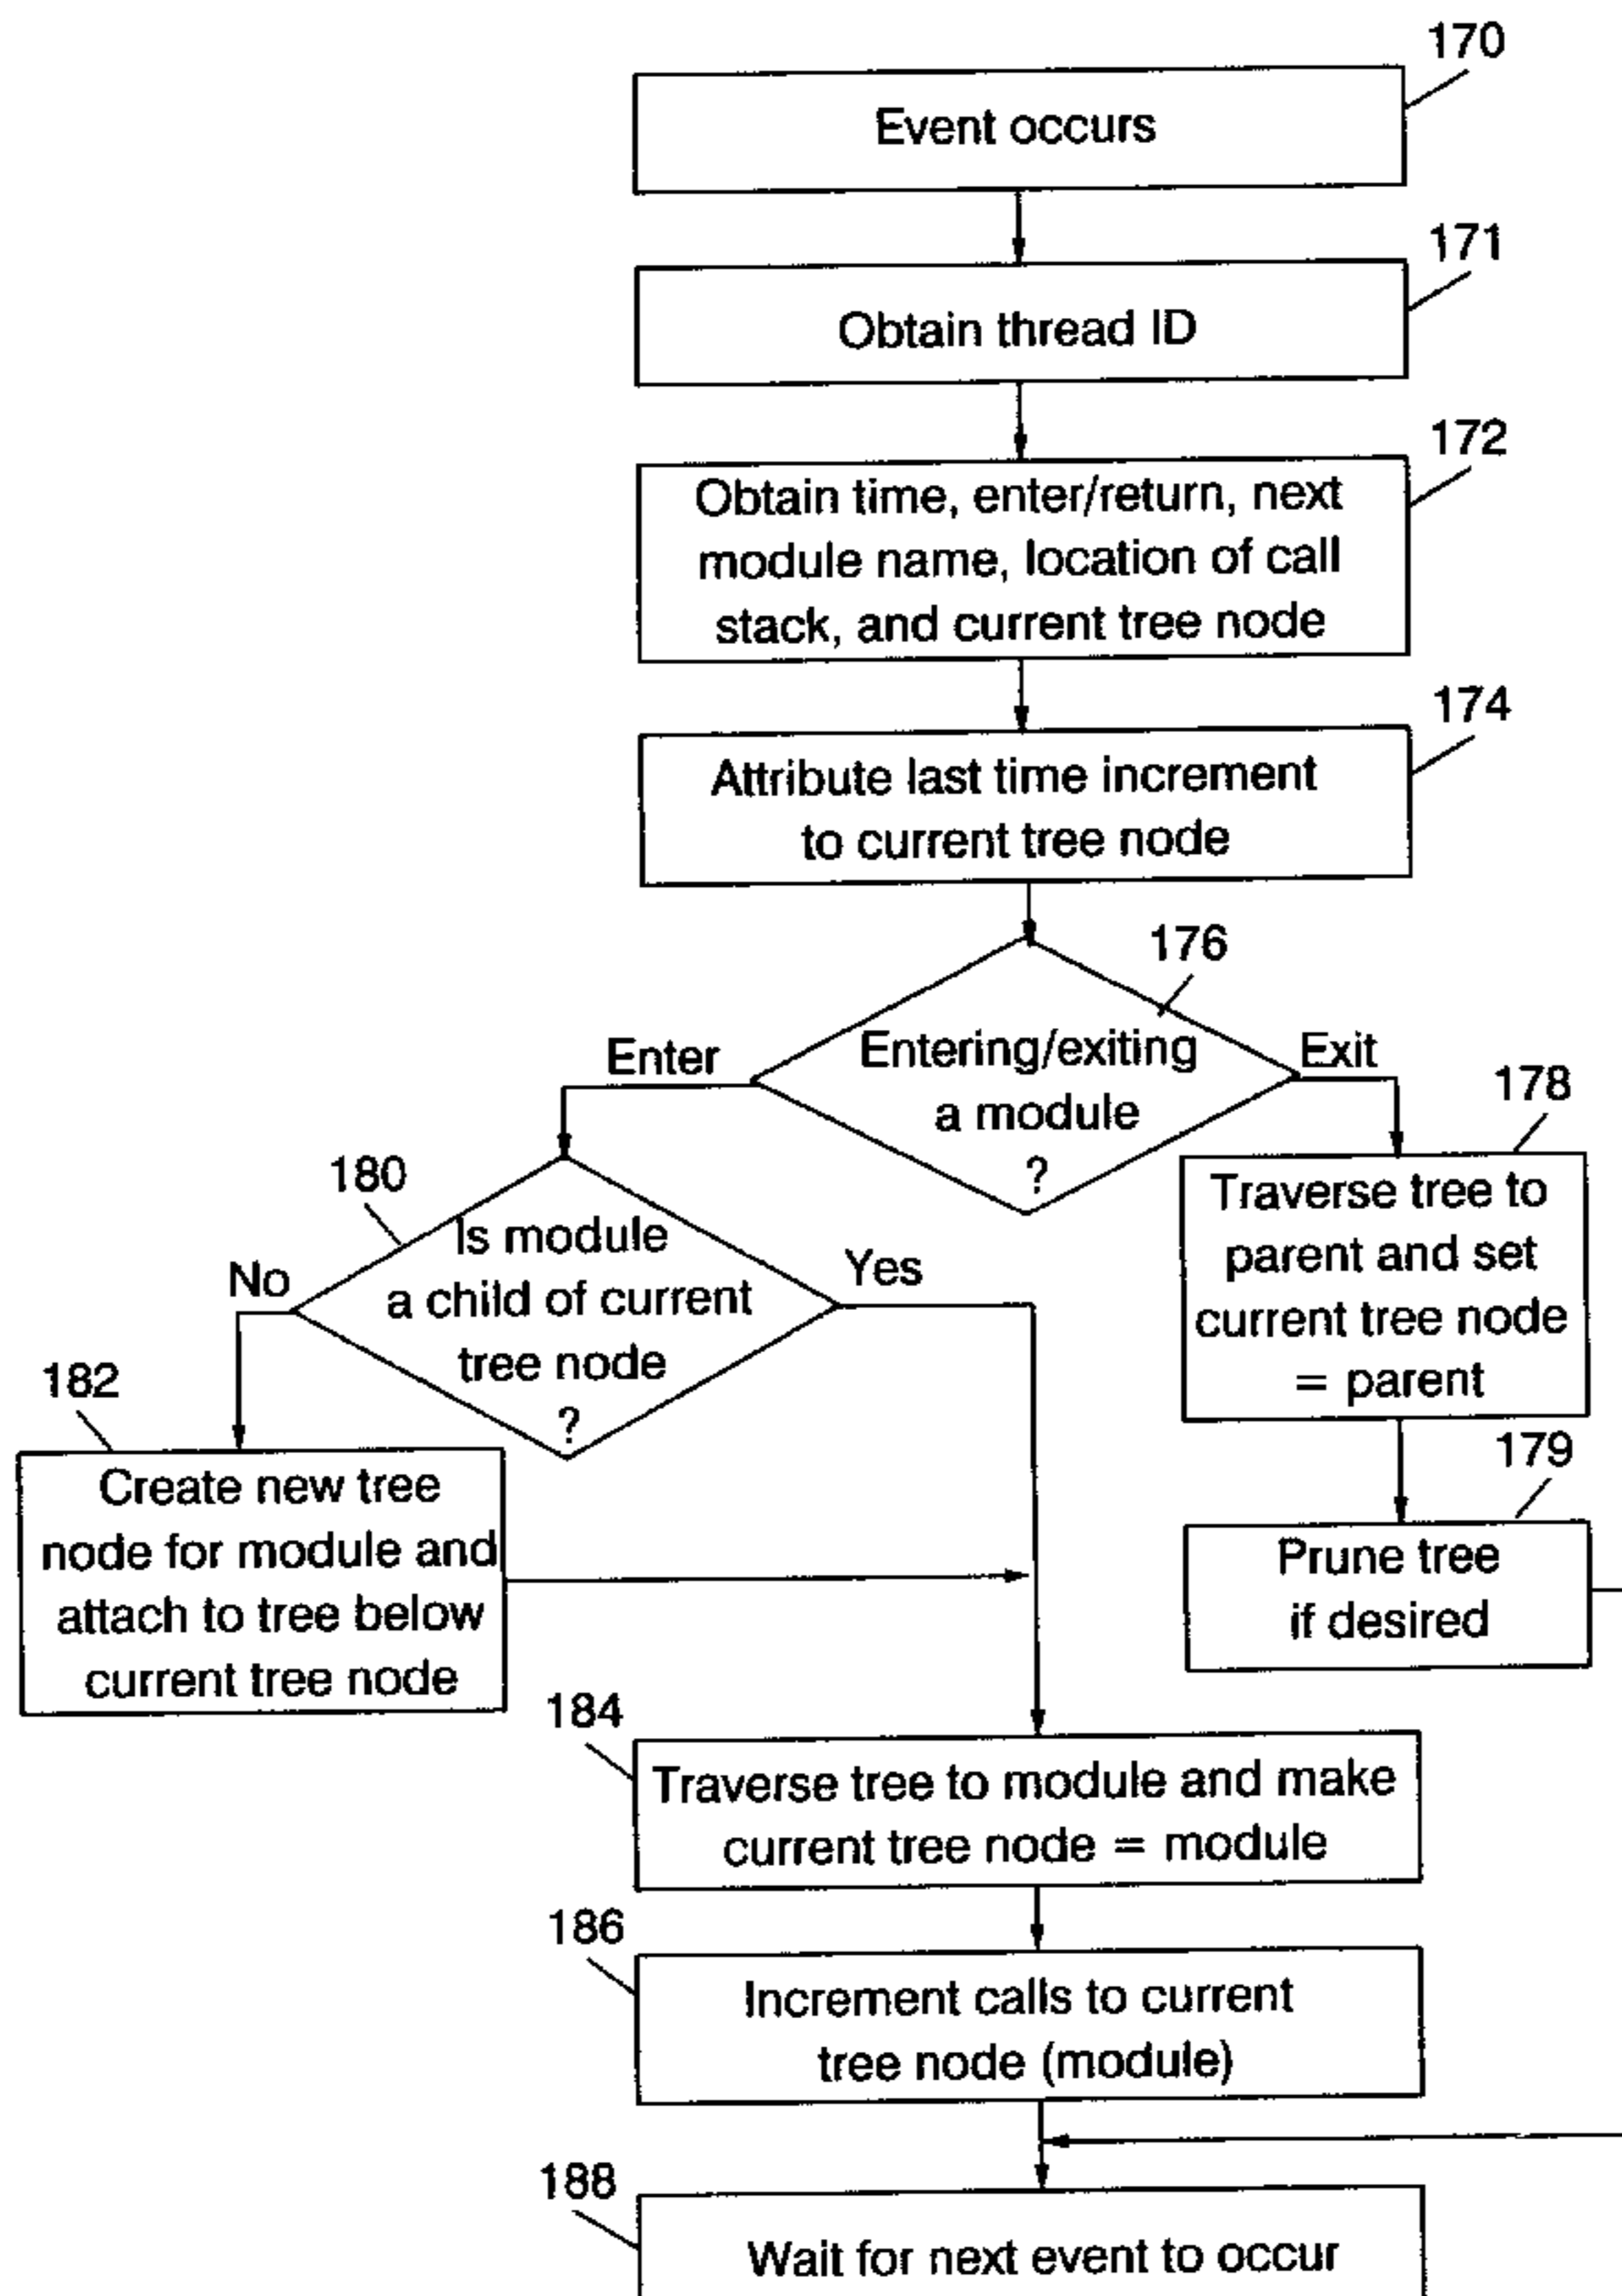 170
Event occurs
171
Obtain thread ID
172
Obtain time, enter/return, next
module name, location of call
stack, and current tree node
174
Attribute last time increment
to current tree node
176
Entering/exiting
a module
?
Enter
Exit
178
Traverse tree to
parent and set
current tree node
= parent
179
Prune tree
if desired
180
Is module
a child of current
tree node
?
No
Yes
182
Create new tree
node for module and
attach to tree below
current tree node
184
Traverse tree to module and make
current tree node = module
186
Increment calls to current
tree node (module)
188
Wait for next event to occur